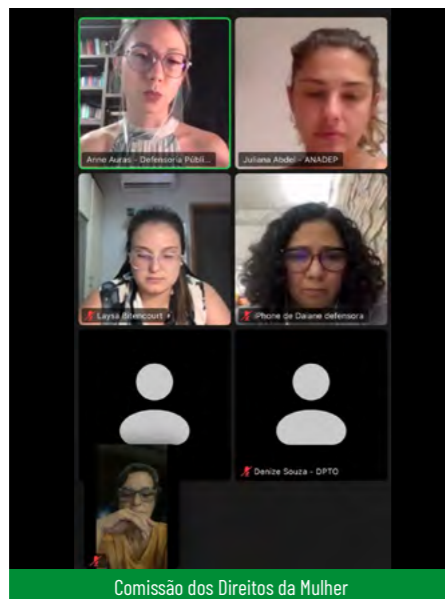 Anne Auras - Defensoria Públi...
Juliana Abdel - ANADEP
Laysa Bitencourt
iPhone de Daiane defensora
Denize Souza - DPTO
Comissão dos Direitos da Mulher